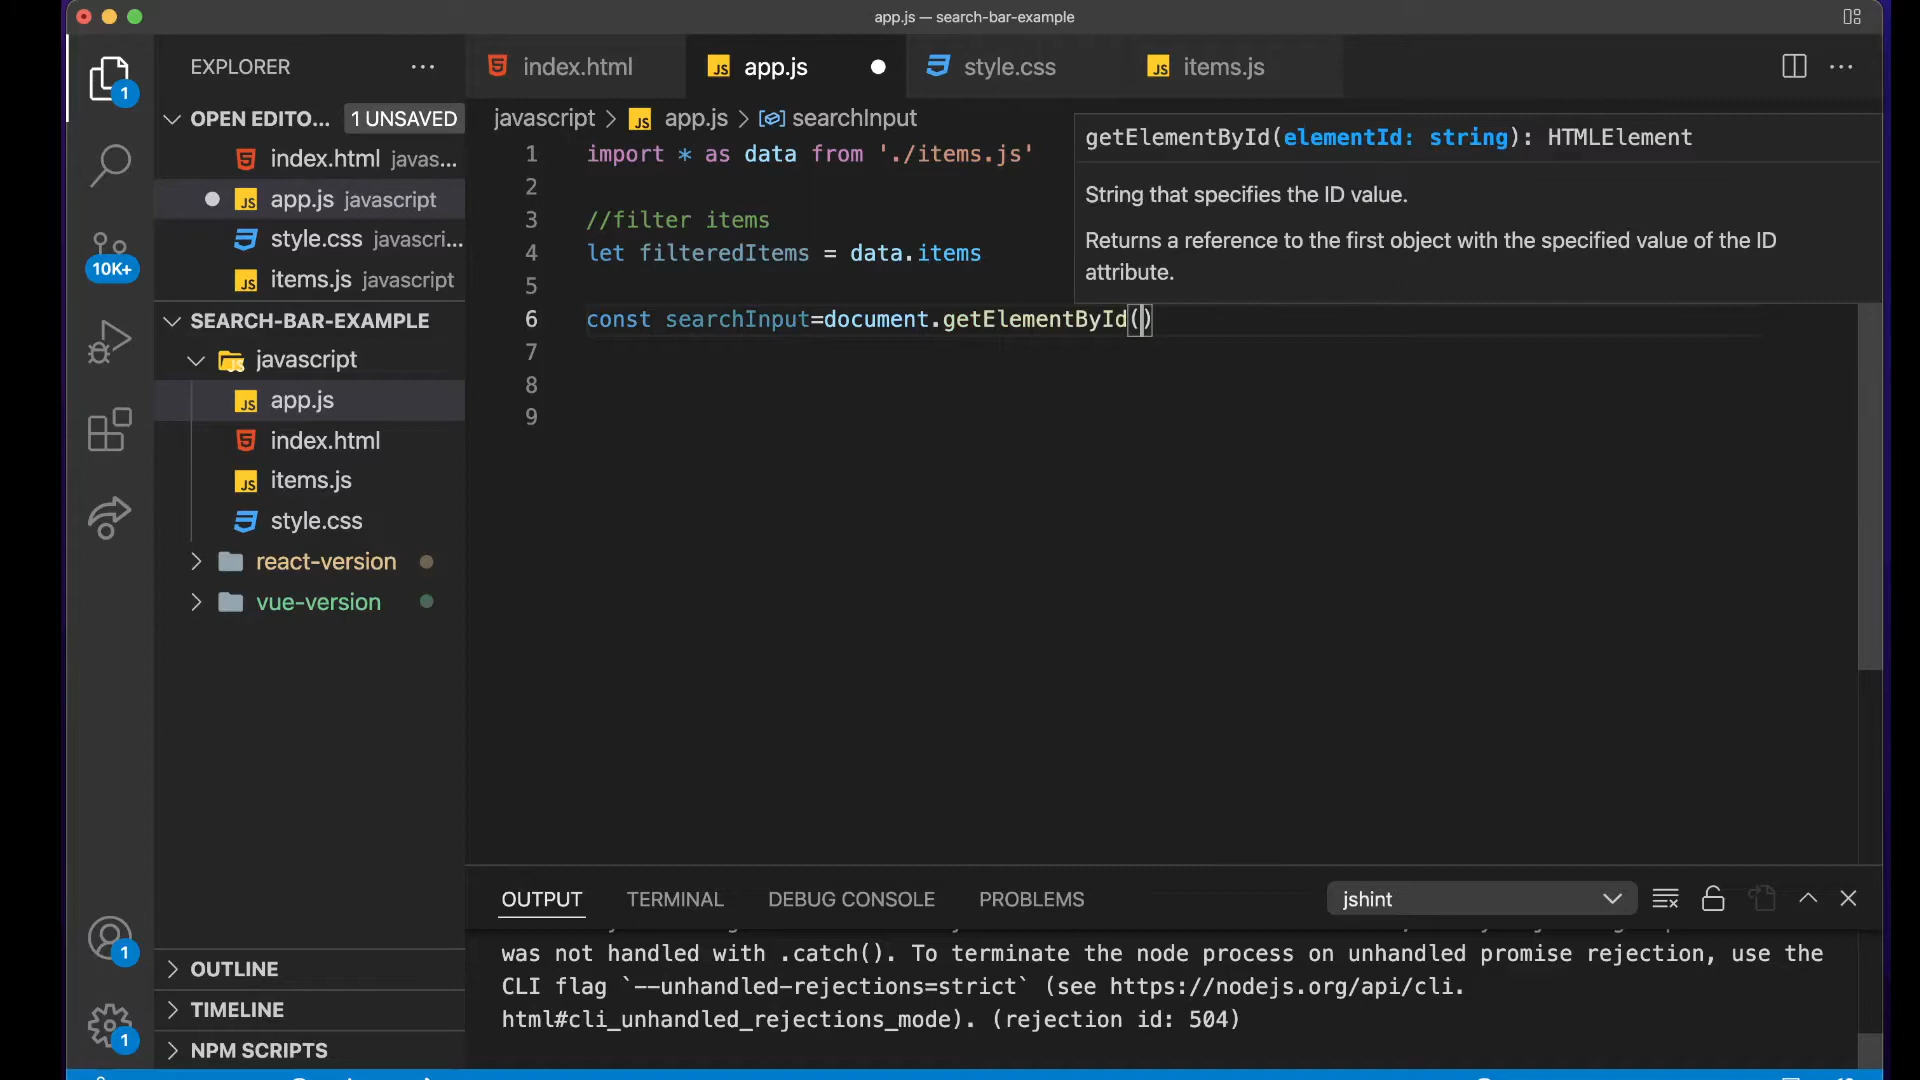 app.js — search-bar-example
EXPLORER
index.html
app.js
style.css
items.js
1
OPEN EDITO...
1 UNSAVED
javascript
app.js
searchInput
getElementById(elementId: string): HTMLElement
String that specifies the ID value.
Returns a reference to the first object with the specified value of the ID
attribute.
index.html javas...
app.js javascript
style.css javascri...
items.js javascript
10K+
SEARCH-BAR-EXAMPLE
javascript
app.js
index.html
items.js
style.css
react-version
vue-version
1 import * as data from './items.js'
2
3 //filter items
4 let filteredItems = data.items
5
6 const searchInput=document.getElementById()
7
8
9
OUTPUT
TERMINAL
DEBUG CONSOLE
PROBLEMS
jshint
was not handled with .catch(). To terminate the node process on unhandled promise rejection, use the
CLI flag `--unhandled-rejections=strict` (see https://nodejs.org/api/cli.
html#cli_unhandled_rejections_mode). (rejection id: 504)
1
OUTLINE
TIMELINE
1
NPM SCRIPTS